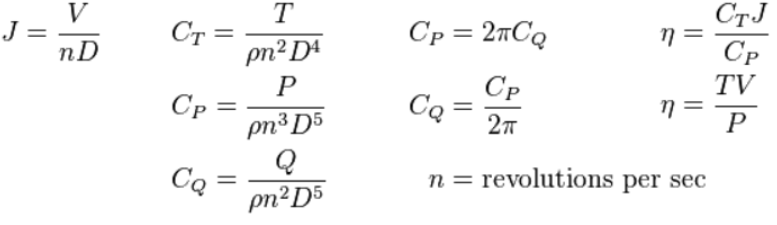 J = V/(nD)   C_T = T/(ρn²D⁴)   C_P = 2πC_Q   η = C_T J/C_P
C_P = P/(ρn³D⁵)   C_Q = C_P/(2π)   η = TV/P
C_Q = Q/(ρn²D⁵)   n = revolutions per sec